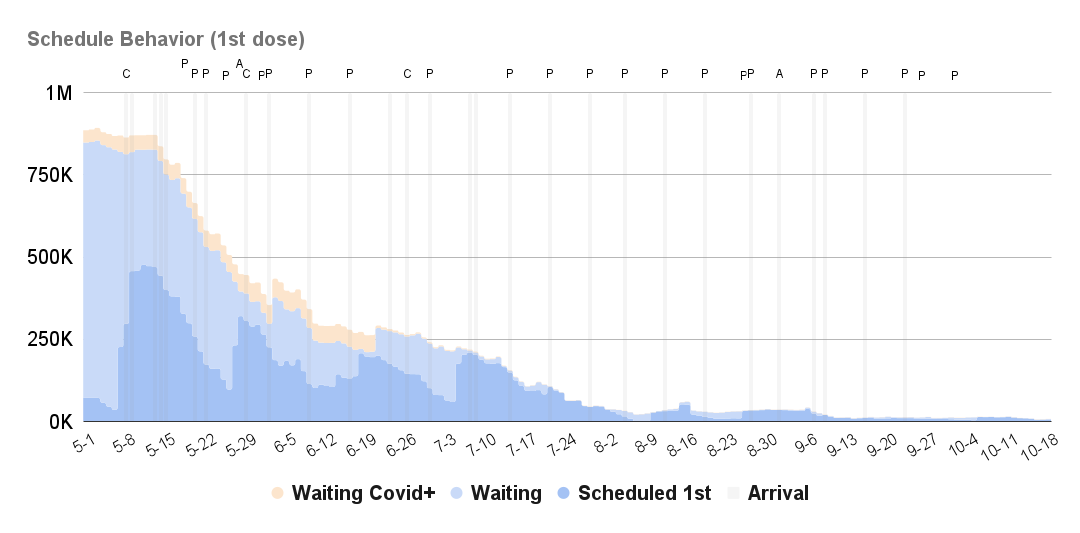 Schedule Behavior (1st dose)
C P P P P A C P P P P C P P P P P P P P P A P P P P P P
1M
750K
500K
250K
0K
5-1 5-8 5-15 5-22 5-29 6-5 6-12 6-19 6-26 7-3 7-10 7-17 7-24 8-2 8-9 8-16 8-23 8-30 9-6 9-13 9-20 9-27 10-4 10-11 10-18
Waiting Covid+ Waiting Scheduled 1st Arrival